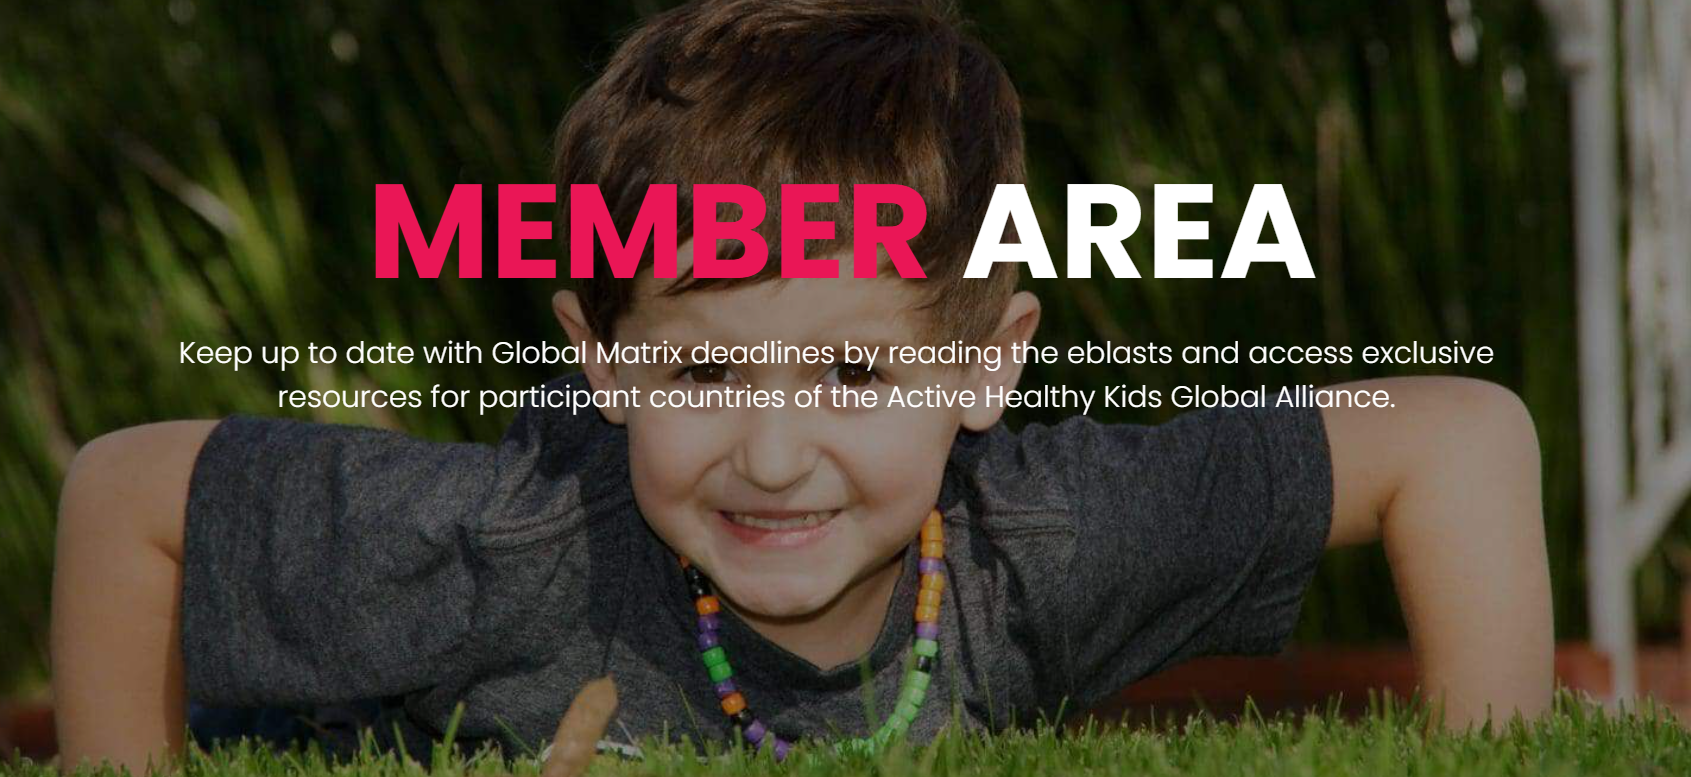 MEMBER AREA
Keep up to date with Global Matrix deadlines by reading the eblasts and access exclusive
resources for participant countries of the Active Healthy Kids Global Alliance.